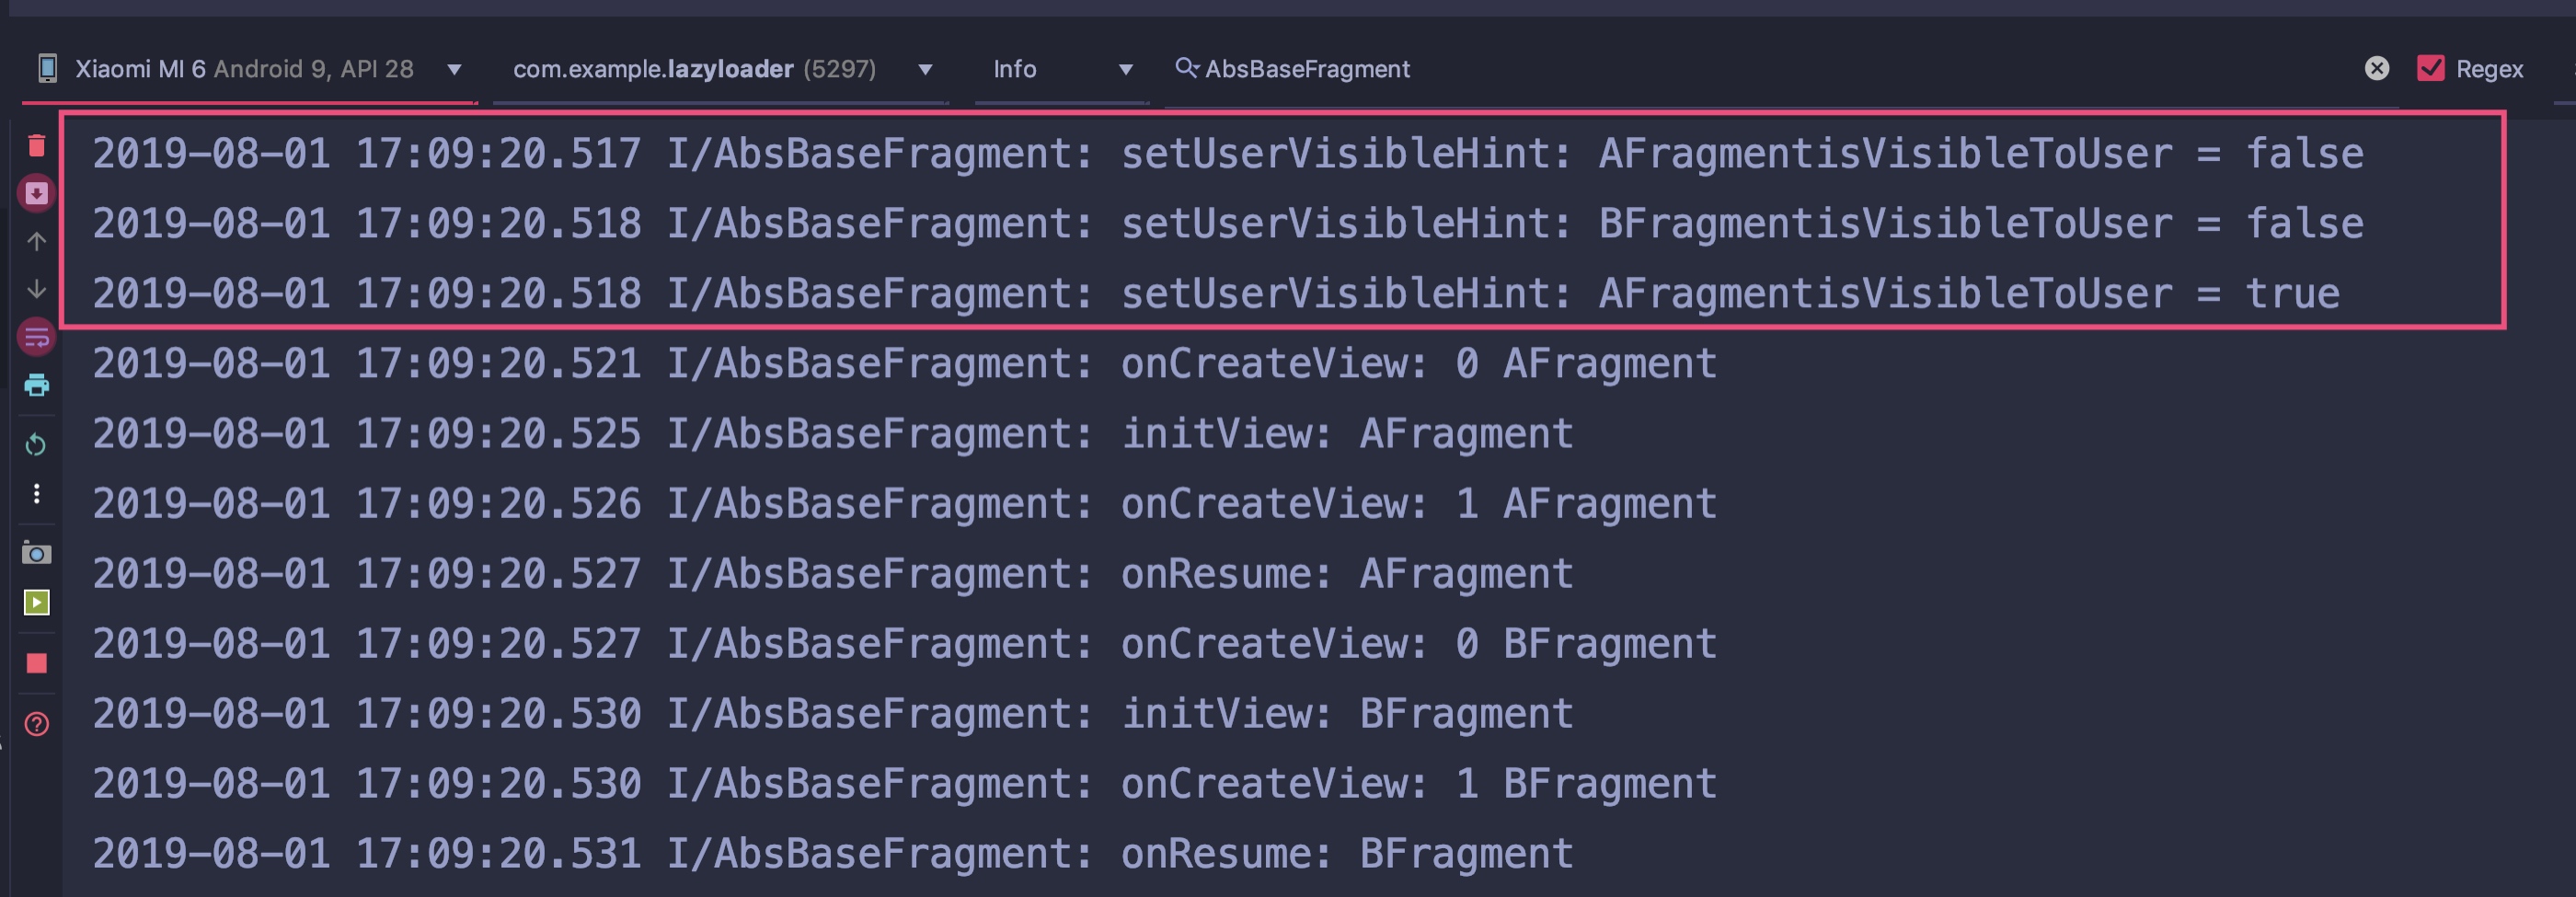 Xiaomi MI 6 Android 9, API 28 com.example.lazyloader (5297) Info AbsBaseFragment Regex
2019-08-01 17:09:20.517 I/AbsBaseFragment: setUserVisibleHint: AFragmentisVisibleToUser = false
2019-08-01 17:09:20.518 I/AbsBaseFragment: setUserVisibleHint: BFragmentisVisibleToUser = false
2019-08-01 17:09:20.518 I/AbsBaseFragment: setUserVisibleHint: AFragmentisVisibleToUser = true
2019-08-01 17:09:20.521 I/AbsBaseFragment: onCreateView: 0 AFragment
2019-08-01 17:09:20.525 I/AbsBaseFragment: initView: AFragment
2019-08-01 17:09:20.526 I/AbsBaseFragment: onCreateView: 1 AFragment
2019-08-01 17:09:20.527 I/AbsBaseFragment: onResume: AFragment
2019-08-01 17:09:20.527 I/AbsBaseFragment: onCreateView: 0 BFragment
2019-08-01 17:09:20.530 I/AbsBaseFragment: initView: BFragment
2019-08-01 17:09:20.530 I/AbsBaseFragment: onCreateView: 1 BFragment
2019-08-01 17:09:20.531 I/AbsBaseFragment: onResume: BFragment